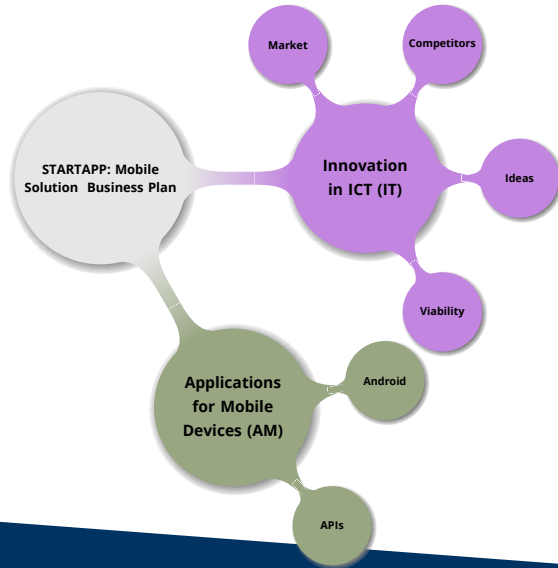 Market
Competitors
STARTAPP: Mobile
Solution Business Plan
Innovation
in ICT (IT)
Ideas
Viability
Applications
for Mobile
Devices (AM)
Android
APIs